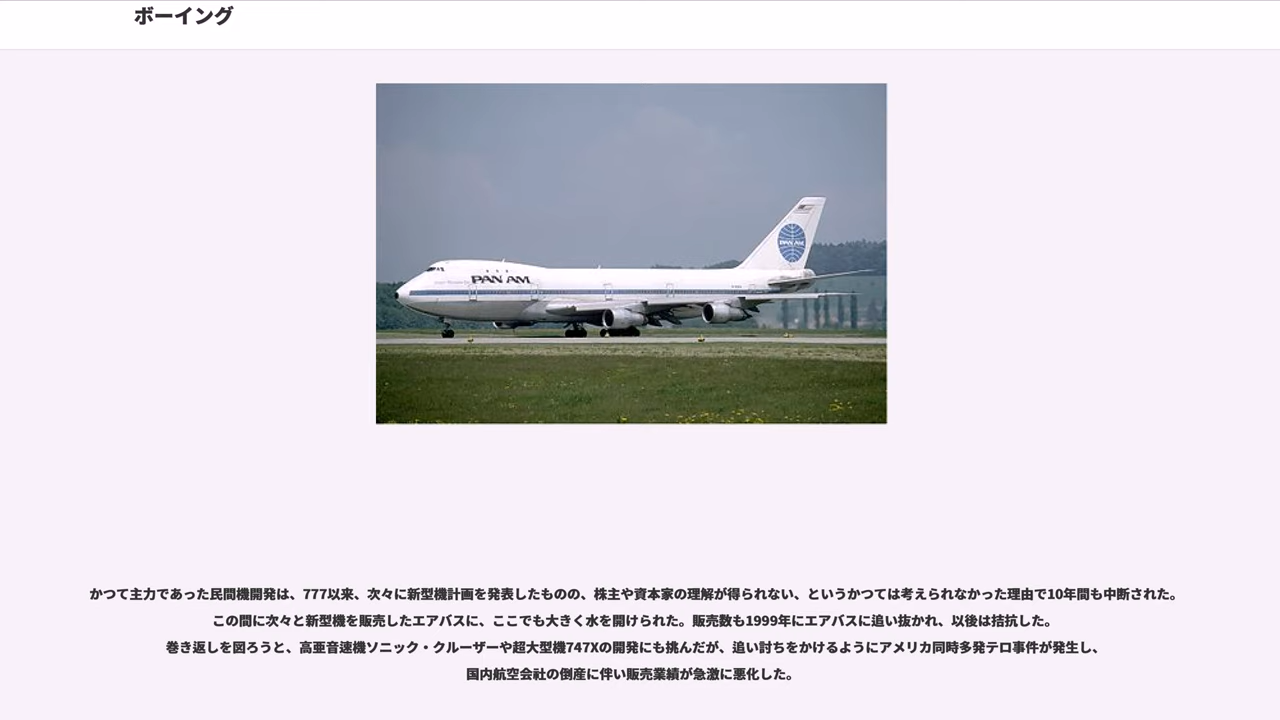 ボーイング
PAN AM
PAN AM
かつて主力であった民間機開発は、777以来、次々に新型機計画を発表したものの、株主や資本家の理解が得られない、というかつては考えられなかった理由で10年間も中断された。
この間に次々と新型機を販売したエアバスに、ここでも大きく水を開けられた。販売数も1999年にエアバスに追い抜かれ、以後は拮抗した。
巻き返しを図ろうと、高亜音速機ソニック・クルーザーや超大型機747Xの開発にも挑んだが、追い討ちをかけるようにアメリカ同時多発テロ事件が発生し、
国内航空会社の倒産に伴い販売業績が急激に悪化した。